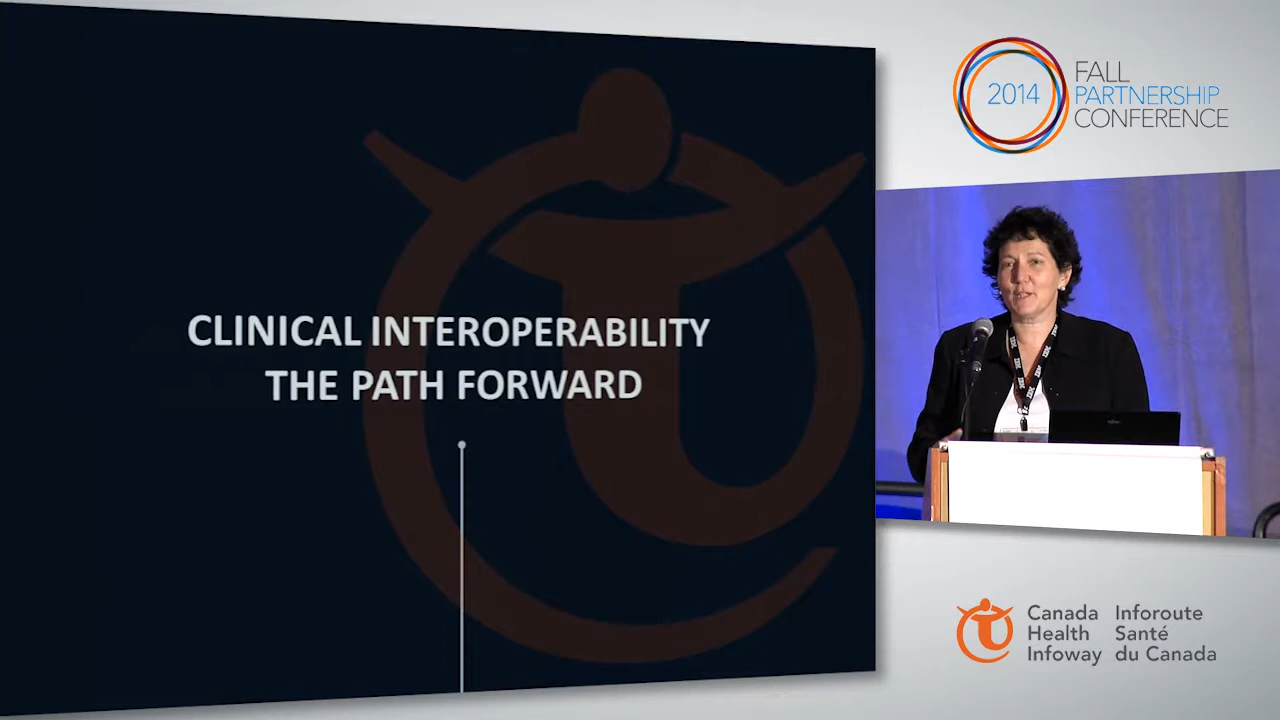 CLINICAL INTEROPERABILITY
THE PATH FORWARD
2014
FALL
PARTNERSHIP
CONFERENCE
Canada
Health
Infoway
Inforoute
Santé
du Canada